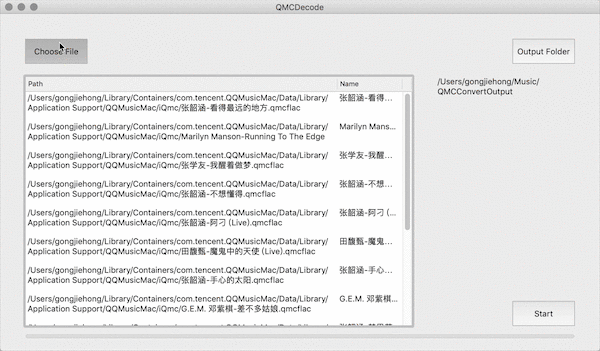 QMCDecode
Choose File
Output Folder
Path Name
/Users/gongjiehong/Library/Containers/com.tencent.QQMusicMac/Data/Library/ 张韶涵-看得...
Application Support/QQMusicMac/iQmc/张韶涵-看得最远的地方.qmcflac
/Users/gongjiehong/Library/Containers/com.tencent.QQMusicMac/Data/Library/ Marilyn Mans...
Application Support/QQMusicMac/iQmc/Marilyn Manson-Running To The Edge
/Users/gongjiehong/Library/Containers/com.tencent.QQMusicMac/Data/Library/ 张学友-我醒...
Application Support/QQMusicMac/iQmc/张学友-我醒着做梦.qmcflac
/Users/gongjiehong/Library/Containers/com.tencent.QQMusicMac/Data/Library/ 张韶涵-不想...
Application Support/QQMusicMac/iQmc/张韶涵-不想懂得.qmcflac
/Users/gongjiehong/Library/Containers/com.tencent.QQMusicMac/Data/Library/ 张韶涵-阿刁 (...
Application Support/QQMusicMac/iQmc/张韶涵-阿刁 (Live).qmcflac
/Users/gongjiehong/Library/Containers/com.tencent.QQMusicMac/Data/Library/ 田馥甄-魔鬼...
Application Support/QQMusicMac/iQmc/田馥甄-魔鬼中的天使 (Live).qmcflac
/Users/gongjiehong/Library/Containers/com.tencent.QQMusicMac/Data/Library/ 张韶涵-手心...
Application Support/QQMusicMac/iQmc/张韶涵-手心的太阳.qmcflac
/Users/gongjiehong/Library/Containers/com.tencent.QQMusicMac/Data/Library/ G.E.M. 邓紫棋...
Application Support/QQMusicMac/iQmc/G.E.M. 邓紫棋-差不多姑娘.qmcflac
/Users/gongjiehong/Music/
QMCConvertOutput
Start